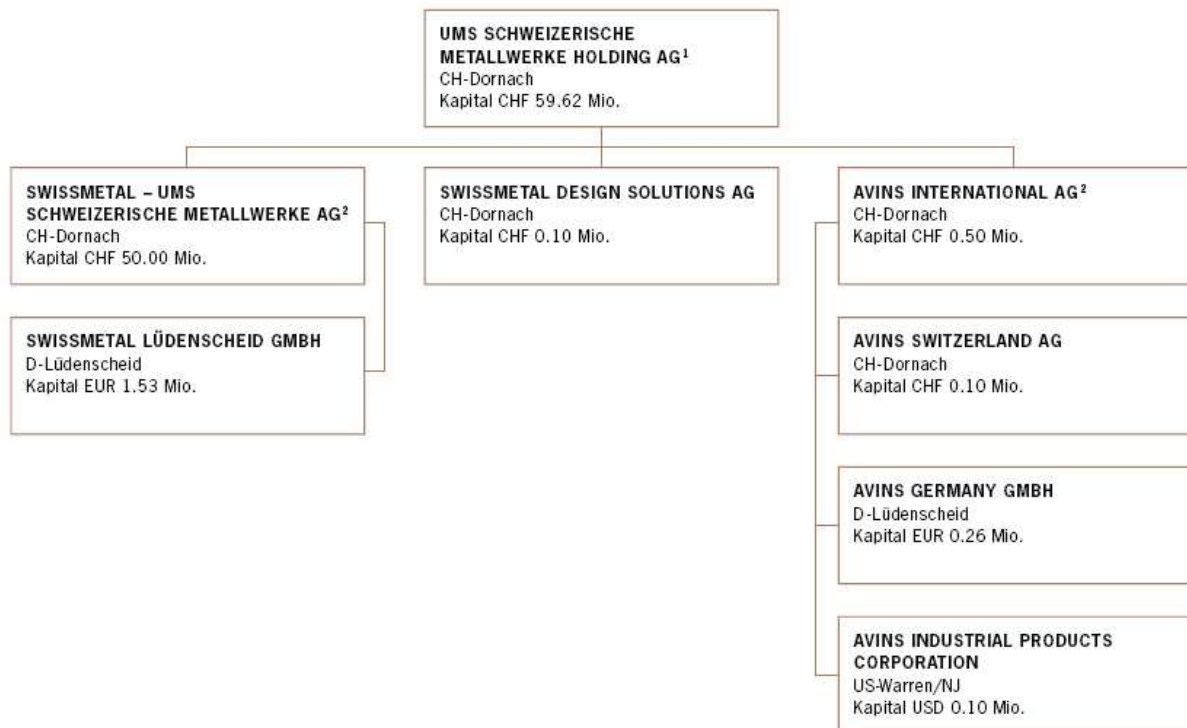 UMS SCHWEIZERISCHE
METALLWERKE HOLDING AG¹
CH-Dornach
Kapital CHF 59.62 Mio.
SWISSMETAL – UMS
SCHWEIZERISCHE METALLWERKE AG²
CH-Dornach
Kapital CHF 50.00 Mio.
SWISSMETAL LÜDENSCHEID GMBH
D-Lüdenscheid
Kapital EUR 1.53 Mio.
SWISSMETAL DESIGN SOLUTIONS AG
CH-Dornach
Kapital CHF 0.10 Mio.
AVINS INTERNATIONAL AG²
CH-Dornach
Kapital CHF 0.50 Mio.
AVINS SWITZERLAND AG
CH-Dornach
Kapital CHF 0.10 Mio.
AVINS GERMANY GMBH
D-Lüdenscheid
Kapital EUR 0.26 Mio.
AVINS INDUSTRIAL PRODUCTS
CORPORATION
US-Warren/NJ
Kapital USD 0.10 Mio.